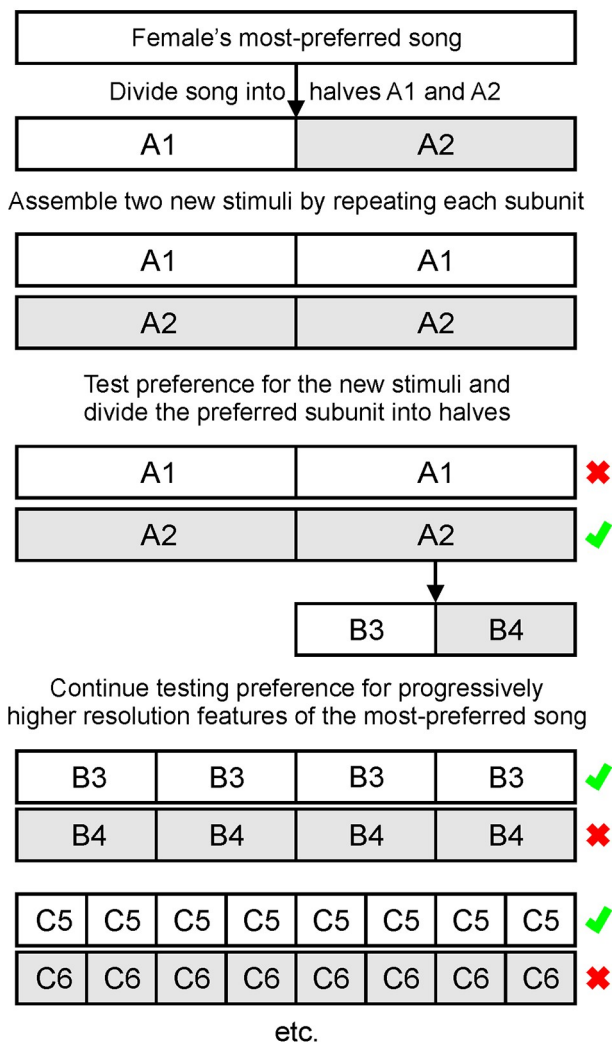 Female's most-preferred song
Divide song into halves A1 and A2
A1 A2
Assemble two new stimuli by repeating each subunit
A1 A1
A2 A2
Test preference for the new stimuli and
divide the preferred subunit into halves
A1 A1
A2 A2
B3 B4
Continue testing preference for progressively
higher resolution features of the most-preferred song
B3 B3 B3 B3
B4 B4 B4 B4
C5 C5 C5 C5 C5 C5 C5 C5
C6 C6 C6 C6 C6 C6 C6 C6
etc.